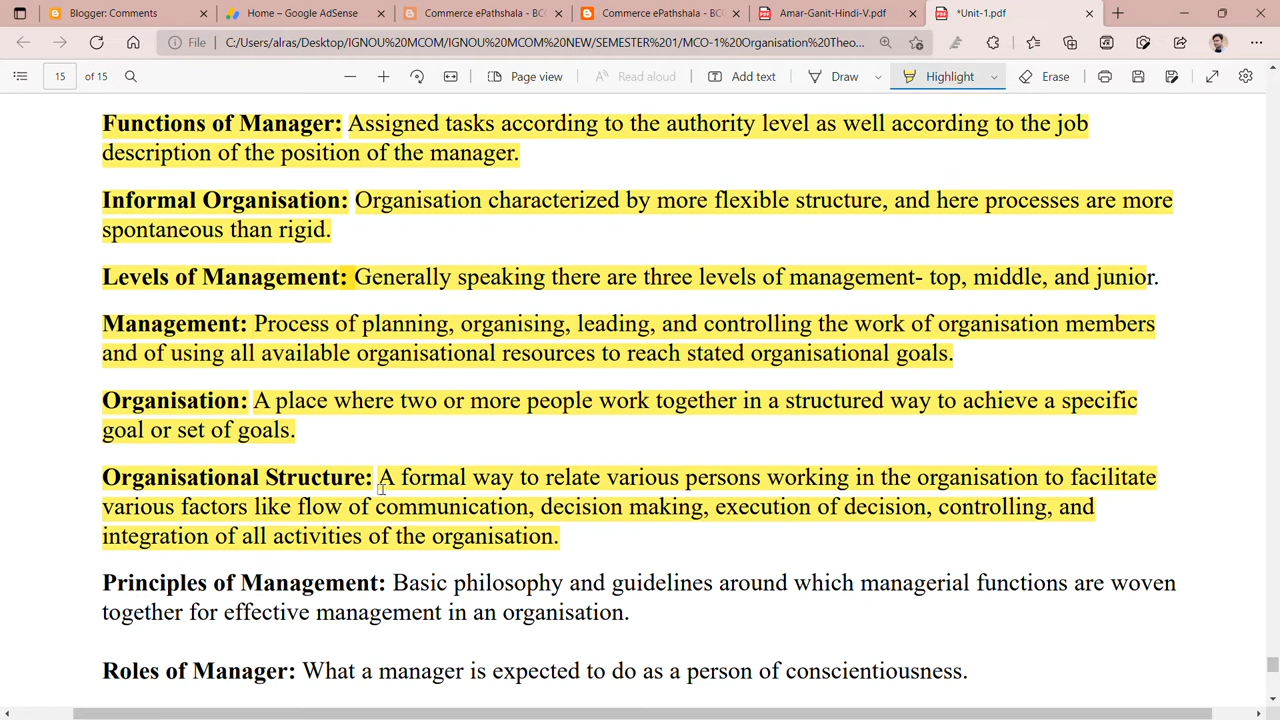 Blogger: Comments
Home – Google AdSense
Commerce ePathshala - BCO
Commerce ePathshala - BCO
Amar-Ganit-Hindi-V.pdf
*Unit-1.pdf
File
C:/Users/alras/Desktop/IGNOU%20MCOM/IGNOU%20MCOM%20NEW/SEMESTER%201/MCO-1%20Organisation%20Theo...
15 of 15
Page view
Read aloud
Add text
Draw
Highlight
Erase
Functions of Manager: Assigned tasks according to the authority level as well according to the job
description of the position of the manager.
Informal Organisation: Organisation characterized by more flexible structure, and here processes are more
spontaneous than rigid.
Levels of Management: Generally speaking there are three levels of management- top, middle, and junior.
Management: Process of planning, organising, leading, and controlling the work of organisation members
and of using all available organisational resources to reach stated organisational goals.
Organisation: A place where two or more people work together in a structured way to achieve a specific
goal or set of goals.
Organisational Structure: A formal way to relate various persons working in the organisation to facilitate
various factors like flow of communication, decision making, execution of decision, controlling, and
integration of all activities of the organisation.
Principles of Management: Basic philosophy and guidelines around which managerial functions are woven
together for effective management in an organisation.
Roles of Manager: What a manager is expected to do as a person of conscientiousness.